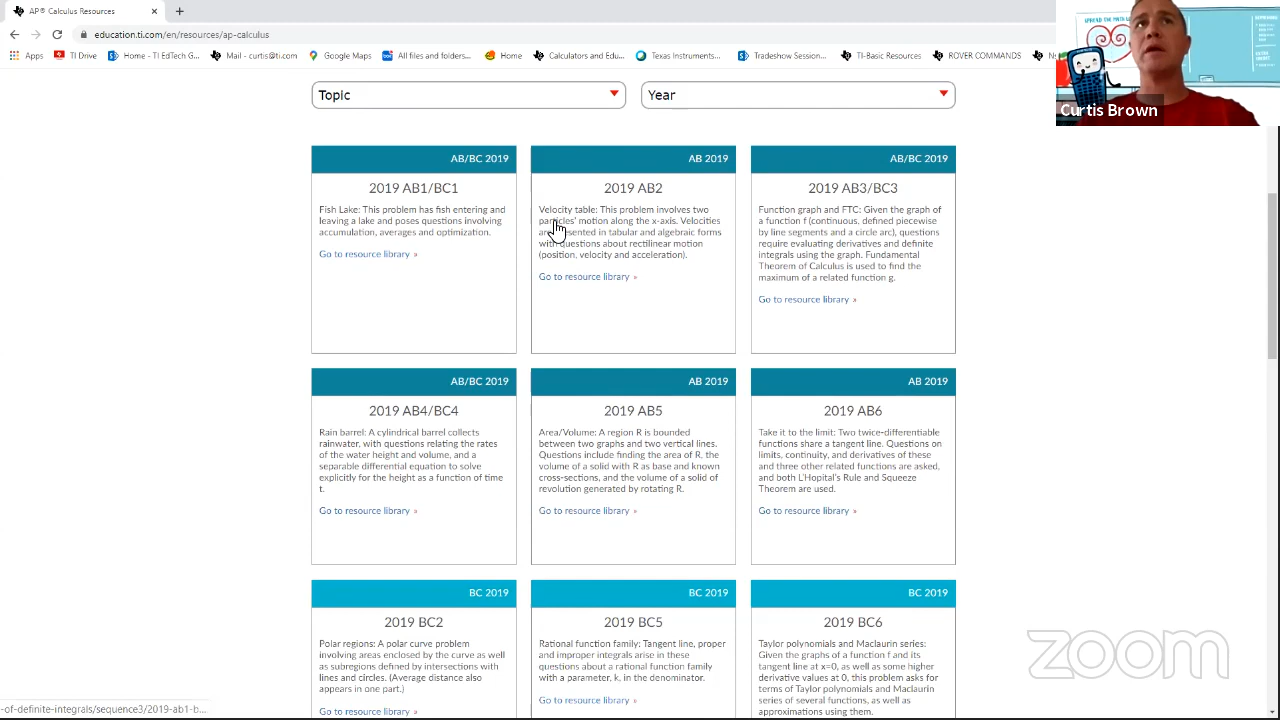 AP® Calculus Resources
education.ti.com/en/resources/ap-calculus
Apps
TI Drive
Home - TI EdTech G...
Mail - curtis@ti.com
Google Maps
All files and folders...
Home
Texas Instruments...
Tradeshow Session...
TI-Basic Resources
ROVER COMMANDS
Curtis Brown
Topic
Year
AB/BC 2019
2019 AB1/BC1
Fish Lake: This problem has fish entering and
leaving a lake and poses questions involving
accumulation, averages and optimization.
Go to resource library »
AB 2019
2019 AB2
Velocity table: This problem involves two
particles' motion along the x-axis. Velocities
are presented in tabular and algebraic forms
with questions about rectilinear motion
(position, velocity and acceleration).
Go to resource library »
AB/BC 2019
2019 AB3/BC3
Function graph and FTC: Given the graph of
a function f (continuous, defined piecewise
by line segments and a circle arc), questions
require evaluating derivatives and definite
integrals using the graph. Fundamental
Theorem of Calculus is used to find the
maximum of a related function g.
Go to resource library »
AB/BC 2019
2019 AB4/BC4
Rain barrel: A cylindrical barrel collects
rainwater, with questions relating the rates
of the water height and volume, and a
separable differential equation to solve
explicitly for the height as a function of time
t.
Go to resource library »
AB 2019
2019 AB5
Area/Volume: A region R is bounded
between two graphs and two vertical lines.
Questions include finding the area of R, the
volume of a solid with R as base and known
cross-sections, and the volume of a solid of
revolution generated by rotating R.
Go to resource library »
AB 2019
2019 AB6
Take it to the limit: Two twice-differentiable
functions share a tangent line. Questions on
limits, continuity, and derivatives of these
and three other related functions are asked,
and both L'Hopital's Rule and Squeeze
Theorem are used.
Go to resource library »
BC 2019
2019 BC2
Polar regions: A polar curve problem
involving areas enclosed by the curve as well
as subregions defined by intersections with
lines and circles. (Average distance also
appears in one part.)
Go to resource library »
BC 2019
2019 BC5
Rational function family: Tangent line, proper
and improper integrals arise in these
questions about a rational function family
with a parameter, k, in the denominator.
Go to resource library »
BC 2019
2019 BC6
Taylor polynomials and Maclaurin series:
Given the graphs of a function f and its
tangent line at x=0, as well as some higher
derivative values at 0, this problem asks for
terms of Taylor polynomials and Maclaurin
series of several functions, as well as
approximations using them.
zoom
-of-definite-integrals/sequence3/2019-ab1-b...